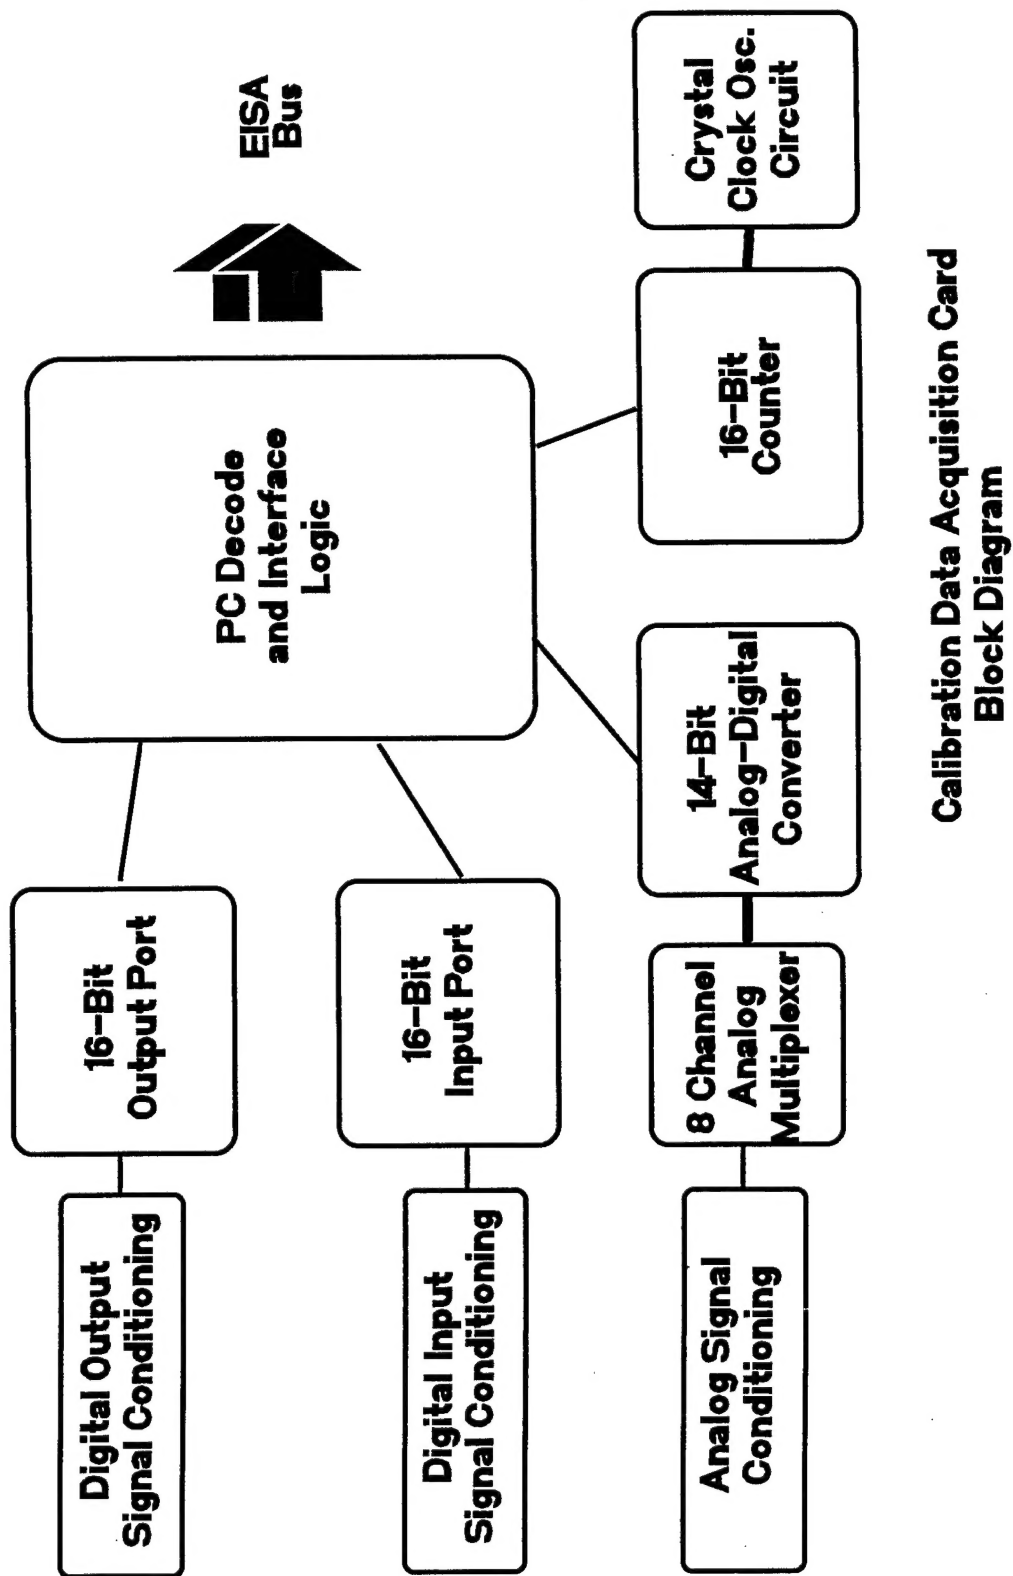 Digital Output
Signal Conditioning
16-Bit
Output Port
PC Decode
and Interface
Logic
EISA
Bus
Digital Input
Signal Conditioning
16-Bit
Input Port
Analog Signal
Conditioning
8 Channel
Analog
Multiplexer
14-Bit
Analog-Digital
Converter
16-Bit
Counter
Crystal
Clock Osc.
Circuit
Calibration Data Acquisition Card
Block Diagram